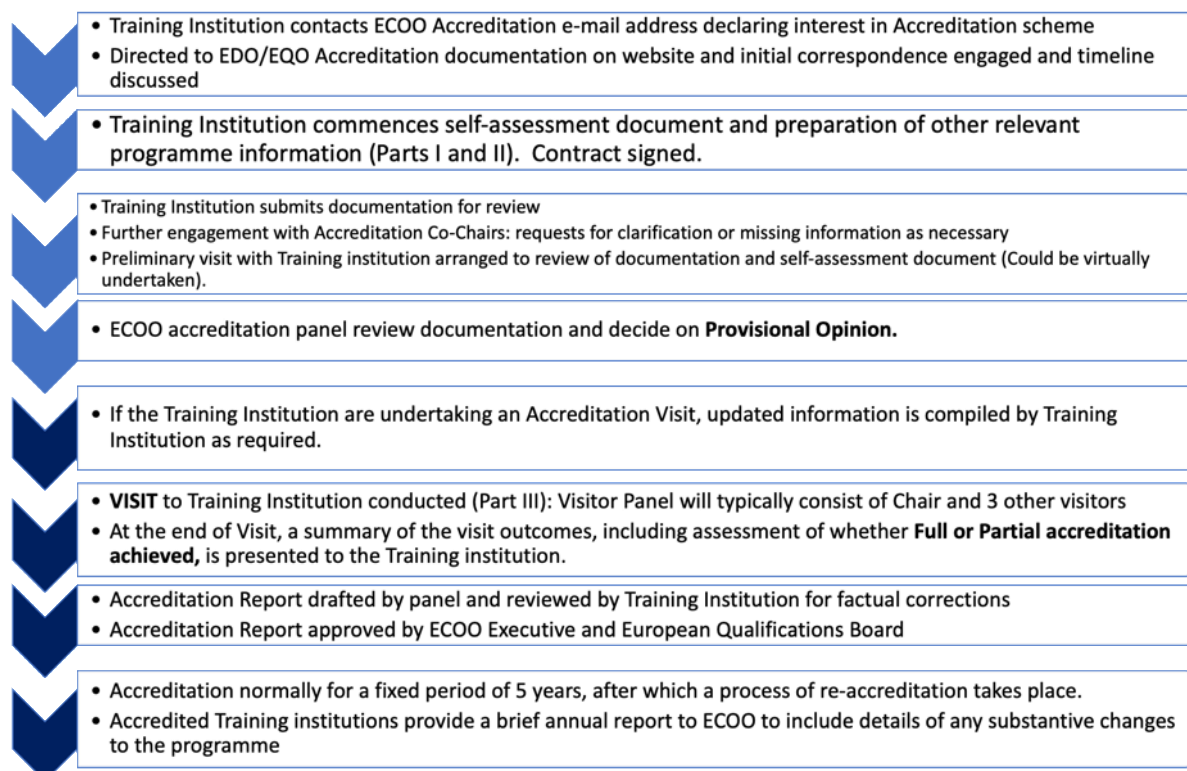 • Training Institution contacts ECOO Accreditation e-mail address declaring interest in Accreditation scheme
• Directed to EDO/EQO Accreditation documentation on website and initial correspondence engaged and timeline
discussed
• Training Institution commences self-assessment document and preparation of other relevant
programme information (Parts I and II).  Contract signed.
• Training Institution submits documentation for review
• Further engagement with Accreditation Co-Chairs: requests for clarification or missing information as necessary
• Preliminary visit with Training institution arranged to review of documentation and self-assessment document (Could be virtually
undertaken).
• ECOO accreditation panel review documentation and decide on Provisional Opinion.
• If the Training Institution are undertaking an Accreditation Visit, updated information is compiled by Training
Institution as required.
• VISIT to Training Institution conducted (Part III): Visitor Panel will typically consist of Chair and 3 other visitors
• At the end of Visit, a summary of the visit outcomes, including assessment of whether Full or Partial accreditation
achieved, is presented to the Training institution.
• Accreditation Report drafted by panel and reviewed by Training Institution for factual corrections
• Accreditation Report approved by ECOO Executive and European Qualifications Board
• Accreditation normally for a fixed period of 5 years, after which a process of re-accreditation takes place.
• Accredited Training institutions provide a brief annual report to ECOO to include details of any substantive changes
to the programme